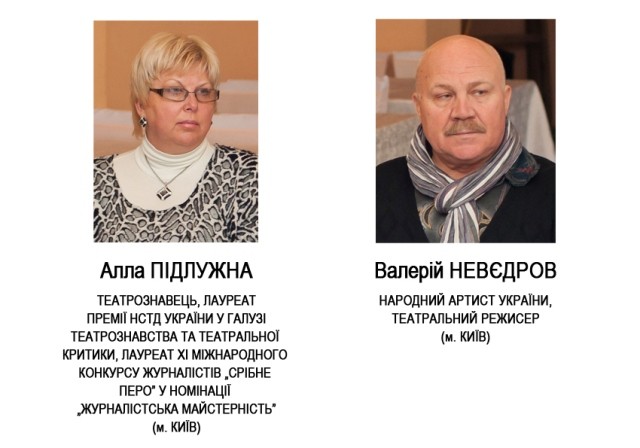 Алла ПІДЛУЖНА
ТЕАТРОЗНАВЕЦЬ, ЛАУРЕАТ
ПРЕМІЇ НСТД УКРАЇНИ У ГАЛУЗІ
ТЕАТРОЗНАВСТВА ТА ТЕАТРАЛЬНОЇ
КРИТИКИ, ЛАУРЕАТ ХІ МІЖНАРОДНОГО
КОНКУРСУ ЖУРНАЛІСТІВ „СРІБНЕ
ПЕРО” У НОМІНАЦІЇ
„ЖУРНАЛІСТСЬКА МАЙСТЕРНІСТЬ”
(м. КИЇВ)
Валерій НЕВЄДРОВ
НАРОДНИЙ АРТИСТ УКРАЇНИ,
ТЕАТРАЛЬНИЙ РЕЖИСЕР
(м. КИЇВ)